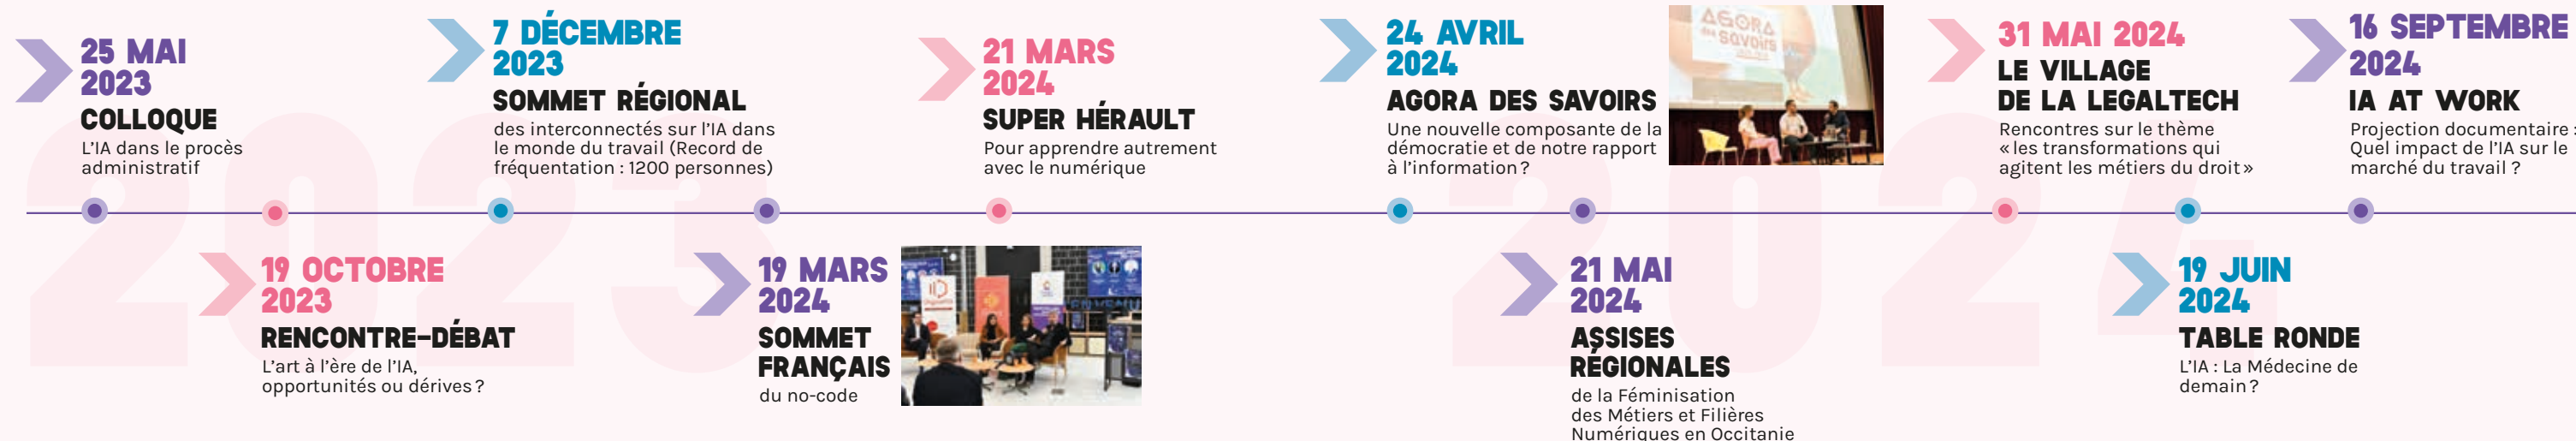 25 MAI
2023
COLLOQUE
L'IA dans le procès
administratif
19 OCTOBRE
2023
RENCONTRE-DÉBAT
L'art à l'ère de l'IA,
opportunités ou dérives ?
7 DÉCEMBRE
2023
SOMMET RÉGIONAL
des interconnectés sur l'IA dans
le monde du travail (Record de
fréquentation : 1200 personnes)
19 MARS
2024
SOMMET
FRANÇAIS
du no-code
21 MARS
2024
SUPER HÉRAULT
Pour apprendre autrement
avec le numérique
24 AVRIL
2024
AGORA DES SAVOIRS
Une nouvelle composante de la
démocratie et de notre rapport
à l'information ?
AGORA
des savoirs
21 MAI
2024
ASSISES
RÉGIONALES
de la Féminisation
des Métiers et Filières
Numériques en Occitanie
31 MAI 2024
LE VILLAGE
DE LA LEGALTECH
Rencontres sur le thème
« les transformations qui
agitent les métiers du droit »
19 JUIN
2024
TABLE RONDE
L'IA : La Médecine de
demain ?
16 SEPTEMBRE
2024
IA AT WORK
Projection documentaire :
Quel impact de l'IA sur le
marché du travail ?
2023
2024